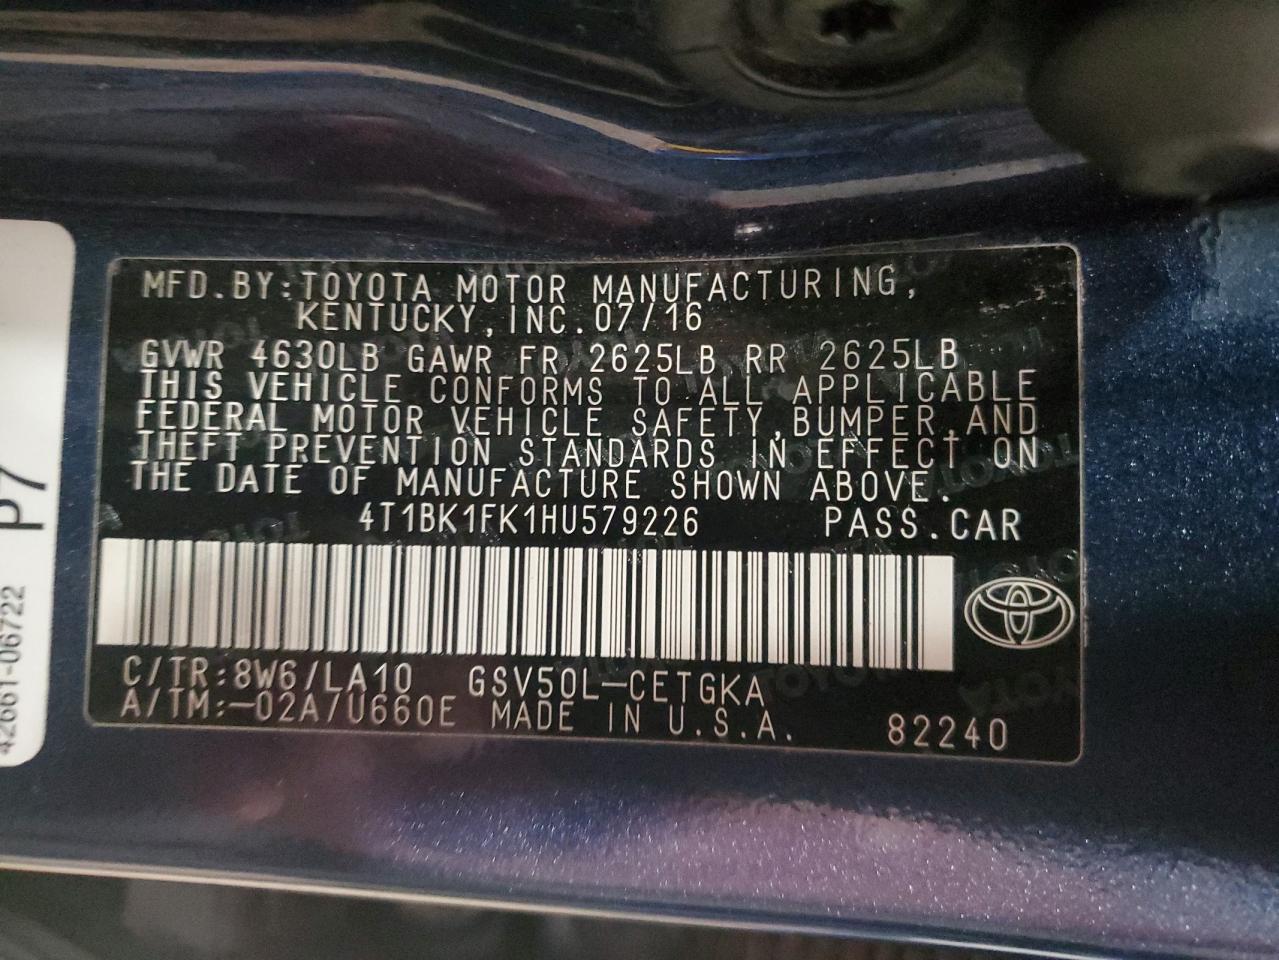 MFD.BY:TOYOTA MOTOR MANUFACTURING,
KENTUCKY,INC.07/16
GVWR 4630LB GAWR FR 2625LB RR 2625LB
THIS VEHICLE CONFORMS TO ALL APPLICABLE
FEDERAL MOTOR VEHICLE SAFETY,BUMPER,AND
THEFT PREVENTION STANDARDS IN EFFECT ON
THE DATE OF MANUFACTURE SHOWN ABOVE.
4T1BK1FK1HU579226 PASS.CAR
C/TR:8W6/LA10 GSV50L-CETGKA
A/TM:-02A/U660E MADE IN U.S.A. 82240
P7
42661-06722